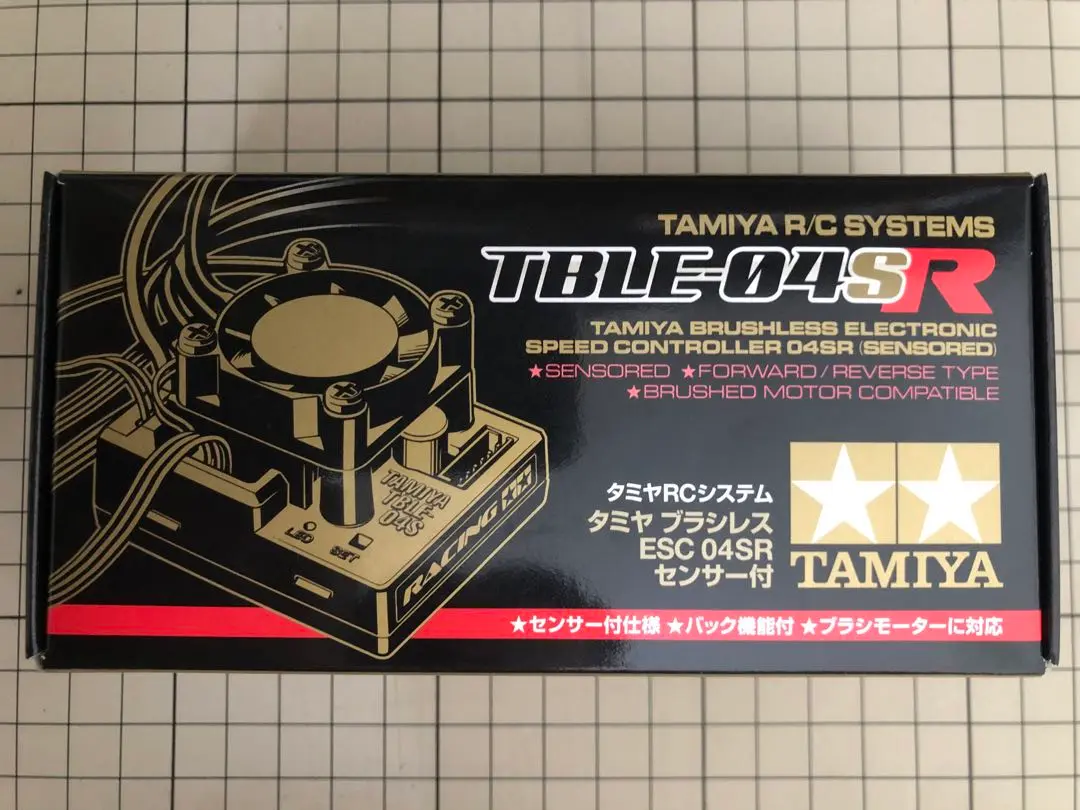 TAMIYA R/C SYSTEMS
TBLE-04SR
TAMIYA BRUSHLESS ELECTRONIC
SPEED CONTROLLER 04SR (SENSORED)
★SENSORED ★FORWARD / REVERSE TYPE
★BRUSHED MOTOR COMPATIBLE
タミヤRCシステム
タミヤ ブラシレス
ESC 04SR
センサー付
TAMIYA
TAMIYA
TBLE-
04S
LED
SET
RACING
★センサー付仕様 ★バック機能付 ★ブラシモーターに対応